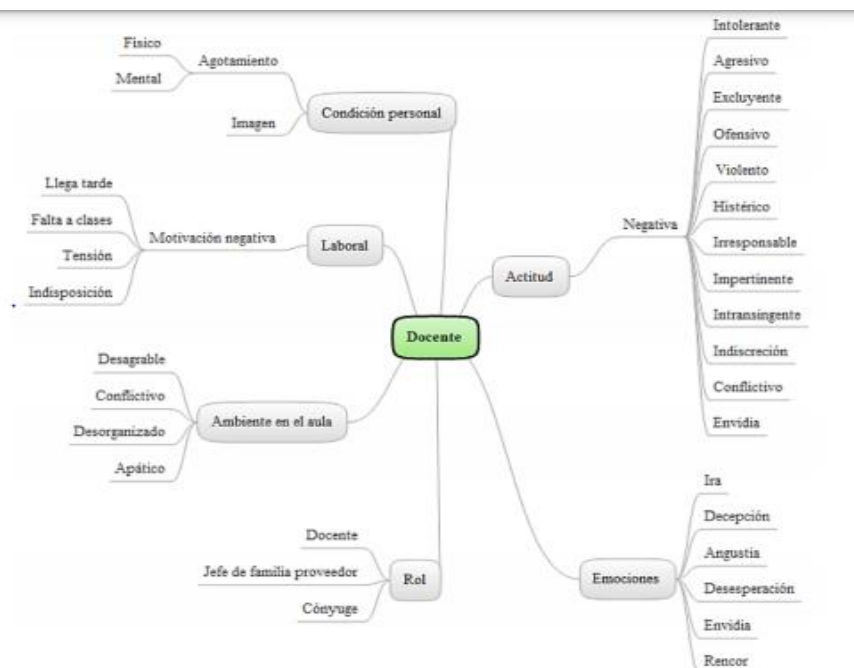 Físico
Mental
Agotamiento
Imagen
Condición personal
Llega tarde
Falta a clases
Tensión
Indisposición
Motivación negativa
Laboral
Desagrable
Conflictivo
Desorganizado
Apático
Ambiente en el aula
Docente
Jefe de familia proveedor
Cónyuge
Rol
Docente
Actitud
Negativa
Intolerante
Agresivo
Excluyente
Ofensivo
Violento
Histérico
Irresponsable
Impertinente
Intransingente
Indiscreción
Conflictivo
Envidia
Emociones
Ira
Decepción
Angustia
Desesperación
Envidia
Rencor